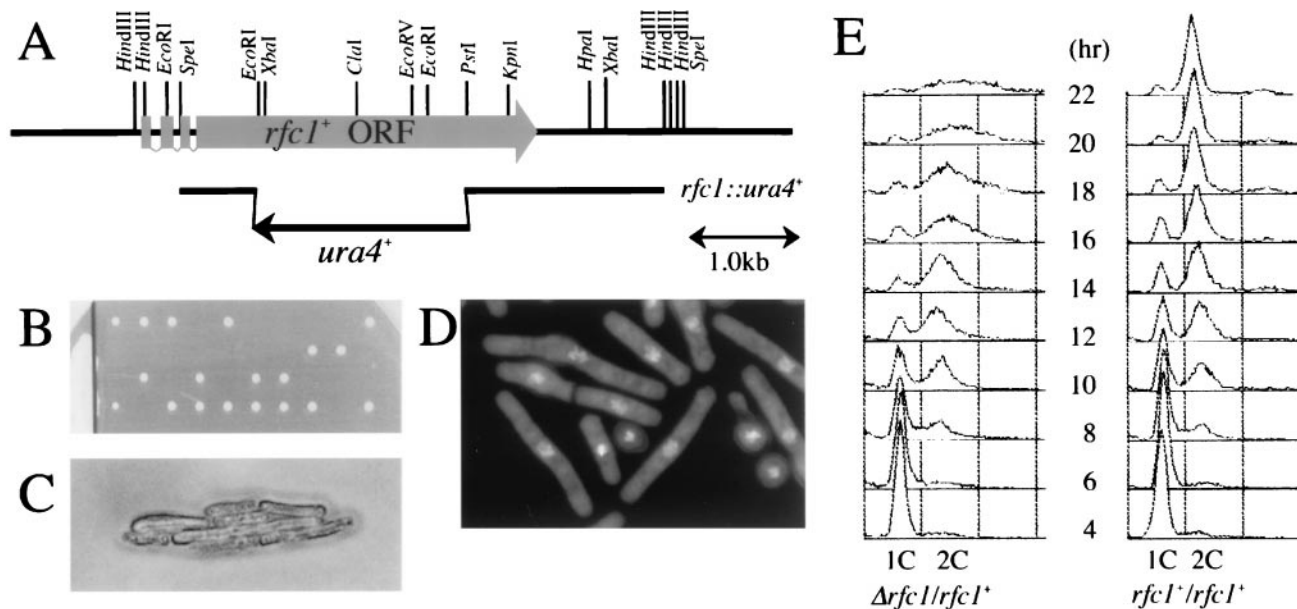 A
HindIII
HindIII
EcoRI
SpeI
EcoRI
XbaI
ClaI
EcoRV
EcoRI
PstI
KpnI
HpaI
XbaI
HindIII
HindIII
HindIII
SpeI
rfc1+ ORF
rfc1::ura4+
ura4+
1.0kb
B
C
D
E
(hr)
22
20
18
16
14
12
10
8
6
4
1C 2C
Δrfc1/rfc1+
1C 2C
rfc1+/rfc1+